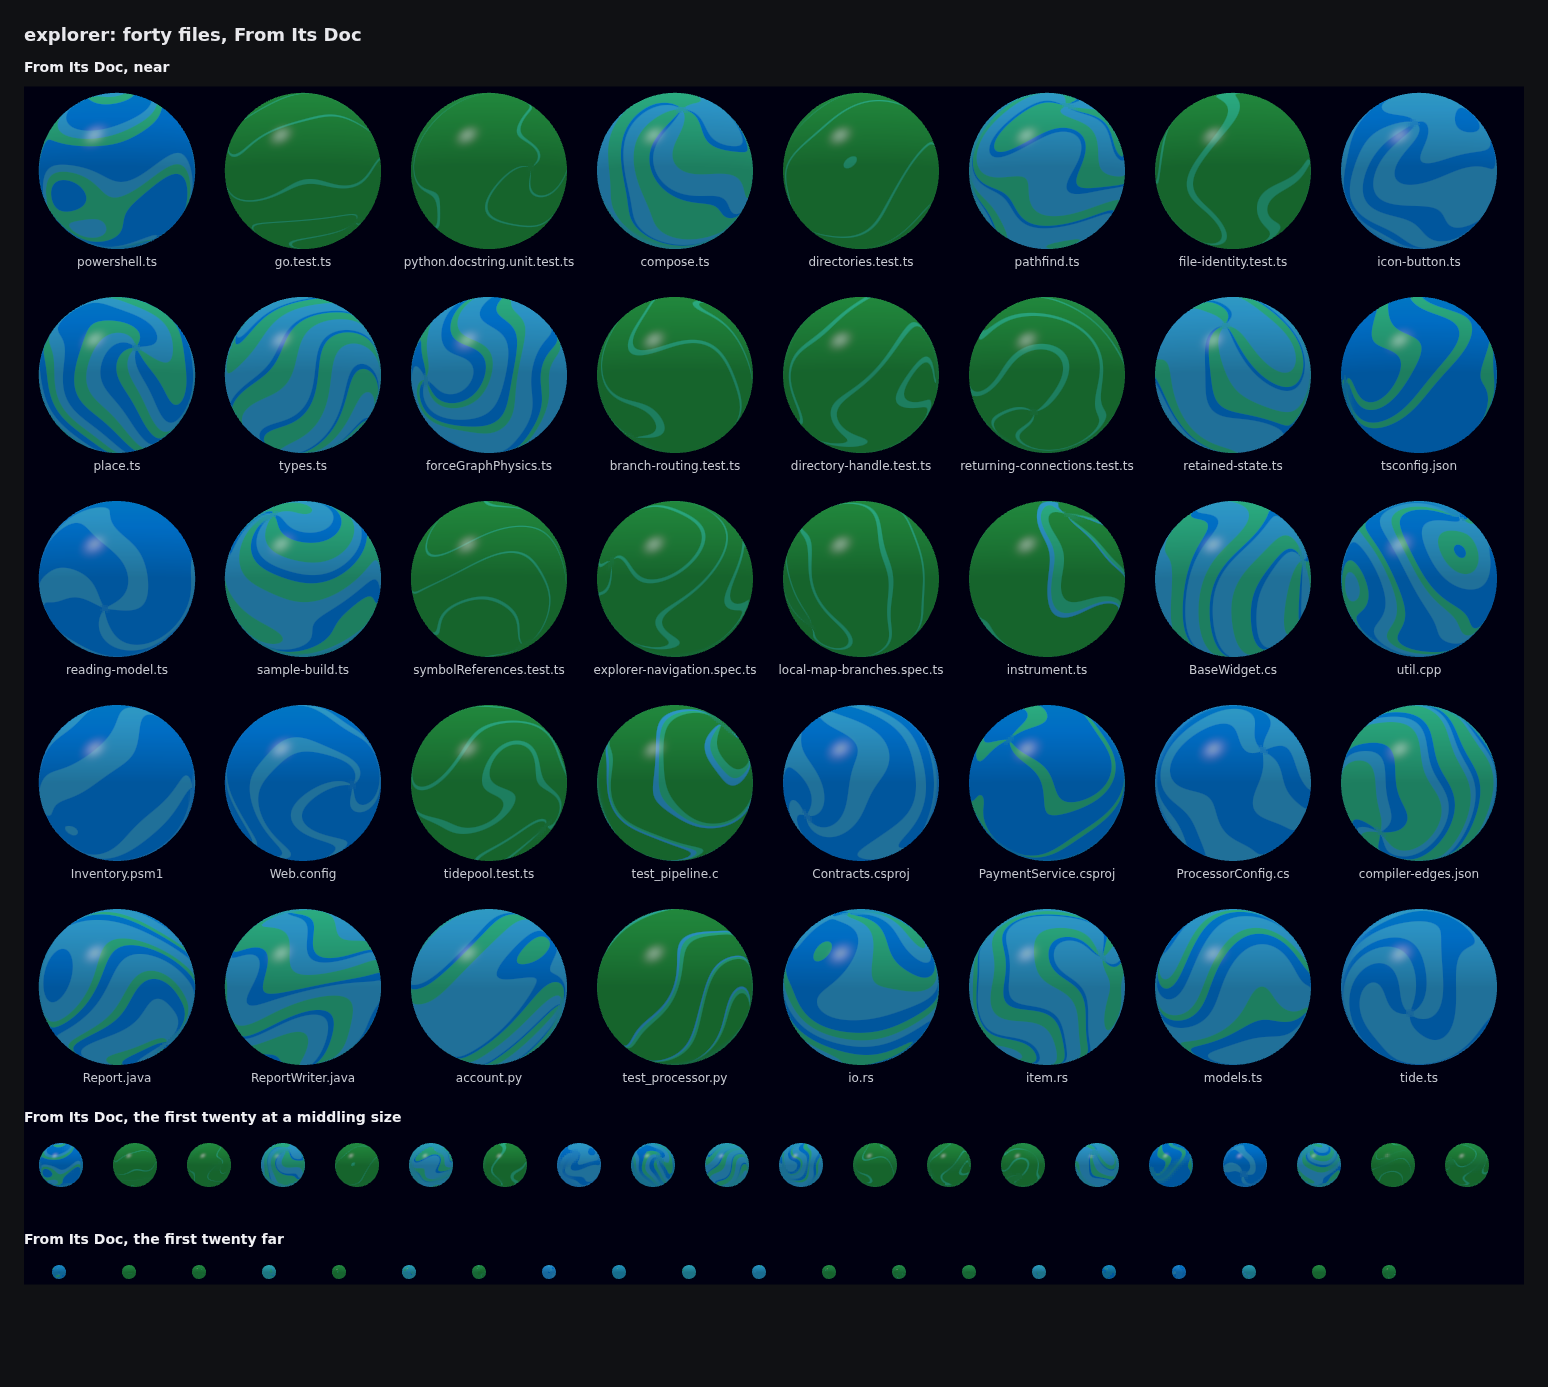 explorer: forty files, From Its Doc
From Its Doc, near
powershell.ts go.test.ts python.docstring.unit.test.ts compose.ts directories.test.ts pathfind.ts file-identity.test.ts icon-button.ts
place.ts types.ts forceGraphPhysics.ts branch-routing.test.ts directory-handle.test.ts returning-connections.test.ts retained-state.ts tsconfig.json
reading-model.ts sample-build.ts symbolReferences.test.ts explorer-navigation.spec.ts local-map-branches.spec.ts instrument.ts BaseWidget.cs util.cpp
Inventory.psm1 Web.config tidepool.test.ts test_pipeline.c Contracts.csproj PaymentService.csproj ProcessorConfig.cs compiler-edges.json
Report.java ReportWriter.java account.py test_processor.py io.rs item.rs models.ts tide.ts
From Its Doc, the first twenty at a middling size
From Its Doc, the first twenty far